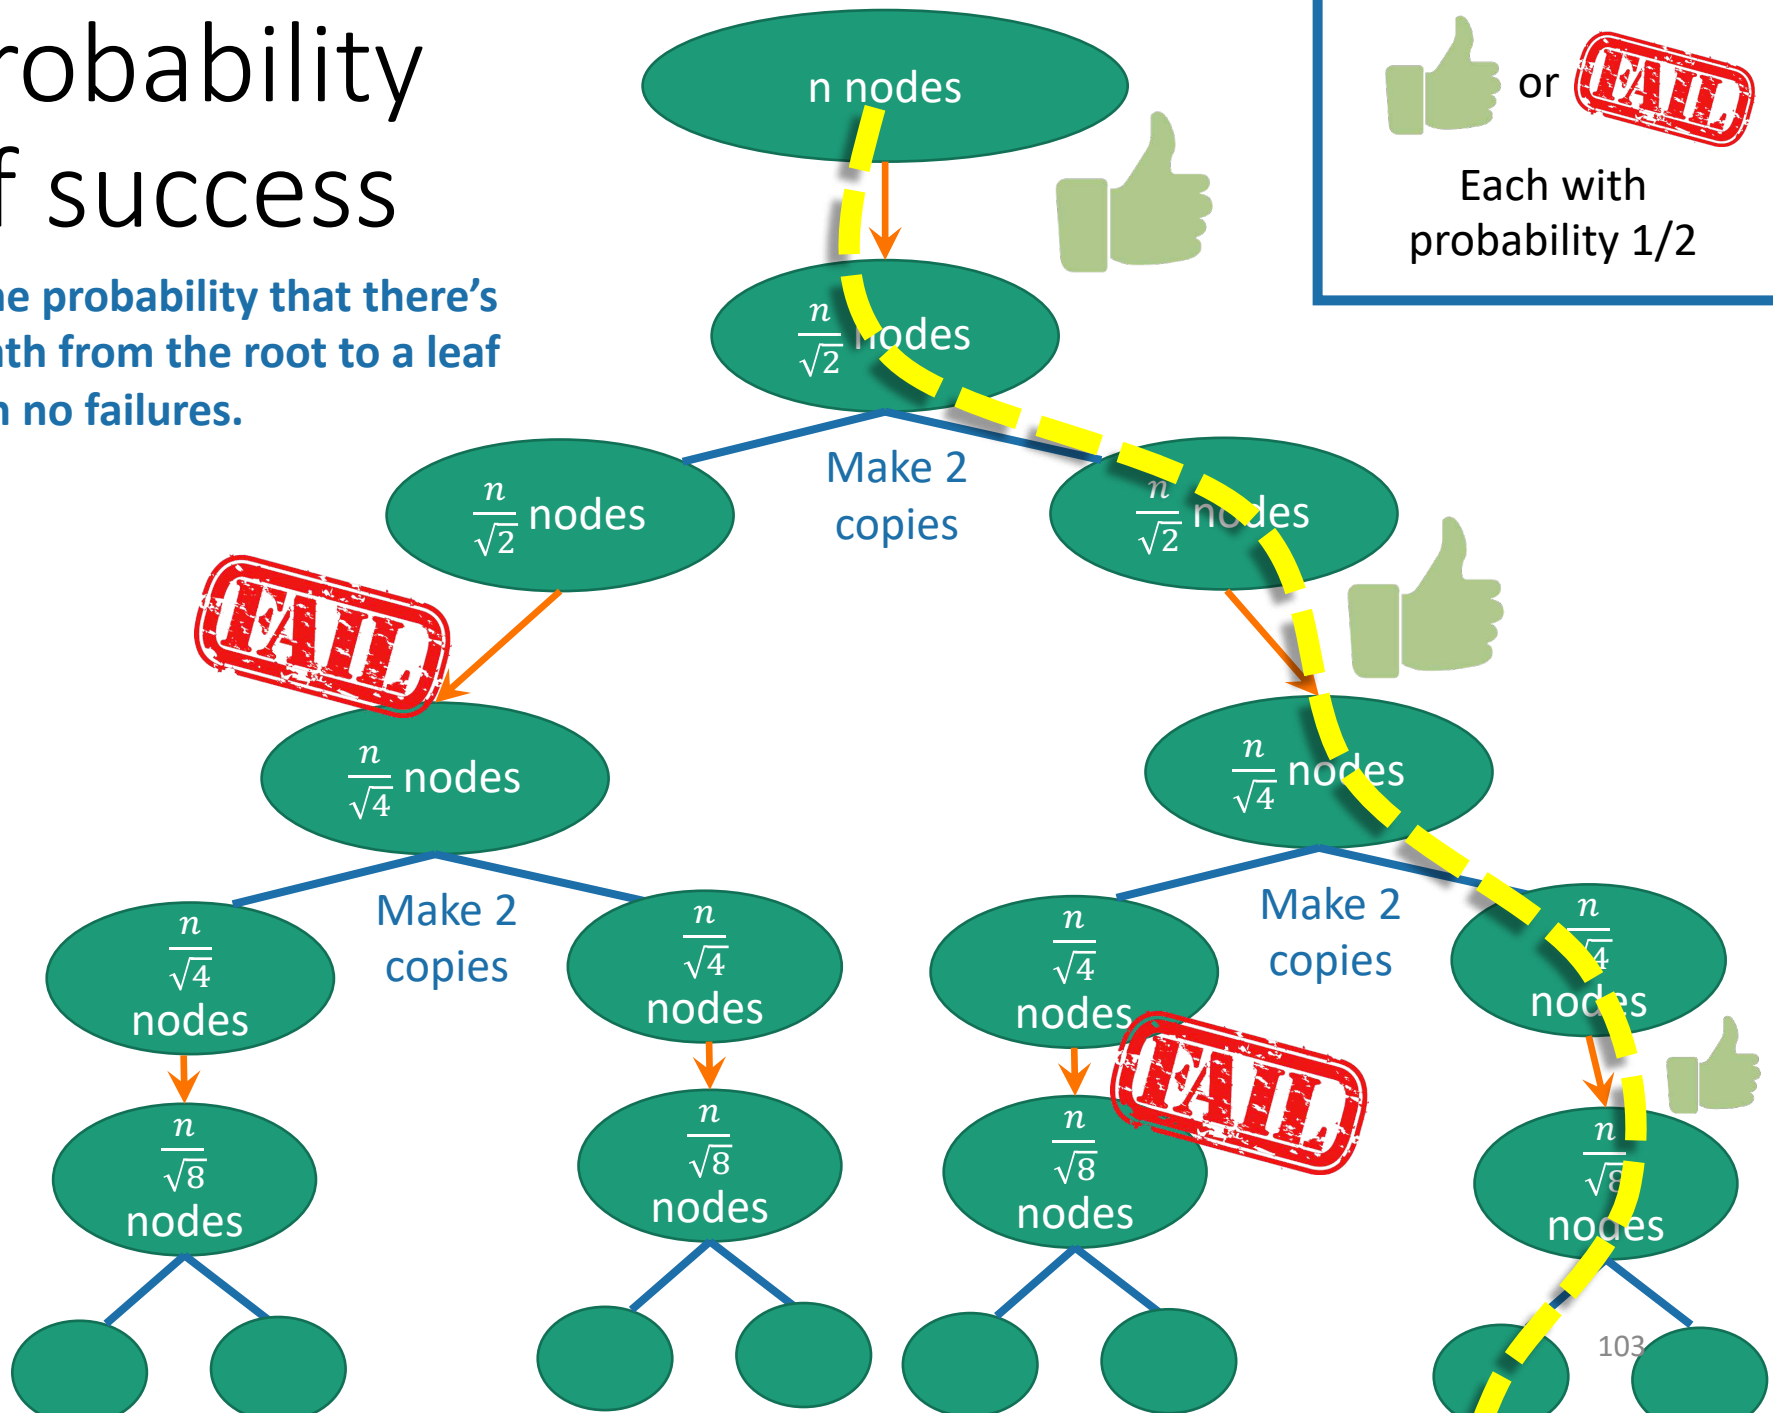 robability
f success
ne probability that there's
ath from the root to a leaf
h no failures.
or
FAIL
Each with
probability 1/2
n nodes
n/√2 nodes
Make 2
copies
n/√2 nodes
n/√2 nodes
FAIL
n/√4 nodes
n/√4 nodes
Make 2
copies
Make 2
copies
n/√4
nodes
n/√4
nodes
n/√4
nodes
n/√4
nodes
FAIL
n/√8
nodes
n/√8
nodes
n/√8
nodes
n/√8
nodes
103